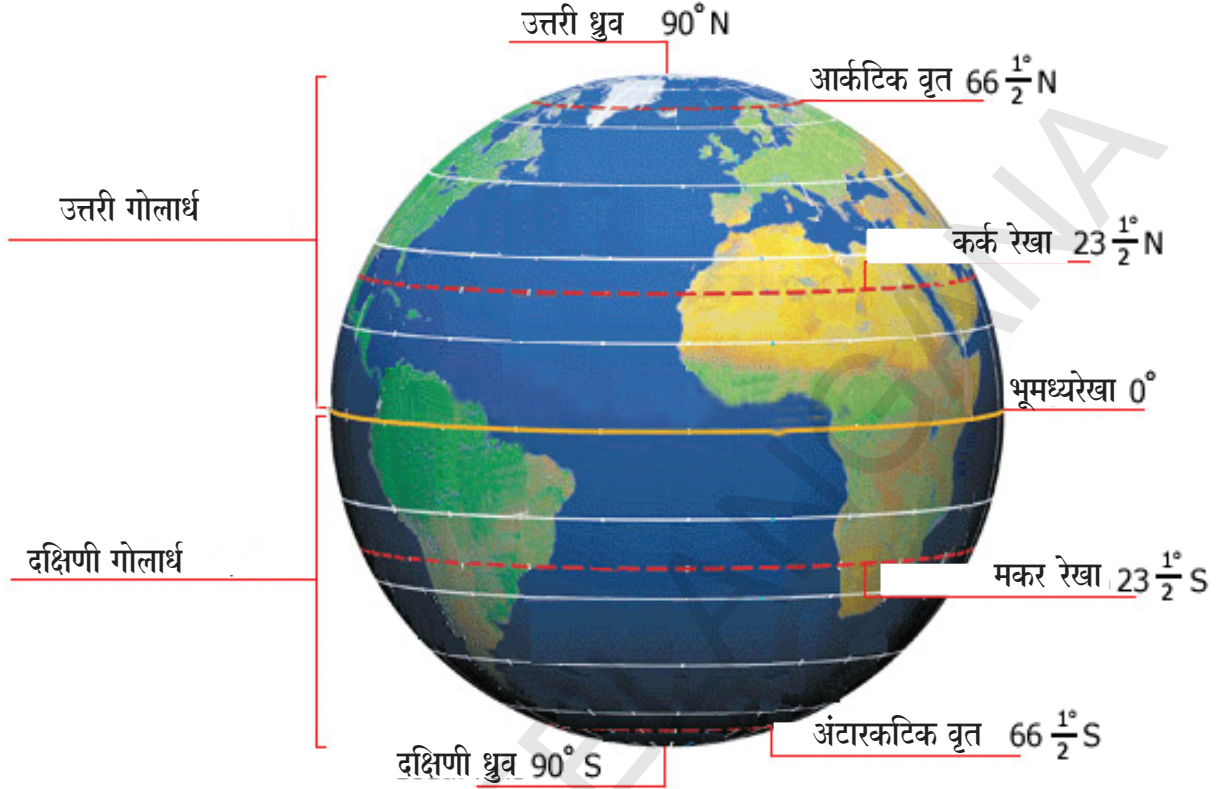 उत्तरी ध्रुव 90° N
आर्कटिक वृत 66 1/2° N
उत्तरी गोलार्ध
कर्क रेखा 23 1/2° N
भूमध्यरेखा 0°
दक्षिणी गोलार्ध
मकर रेखा 23 1/2° S
अंटारकटिक वृत 66 1/2° S
दक्षिणी ध्रुव 90° S